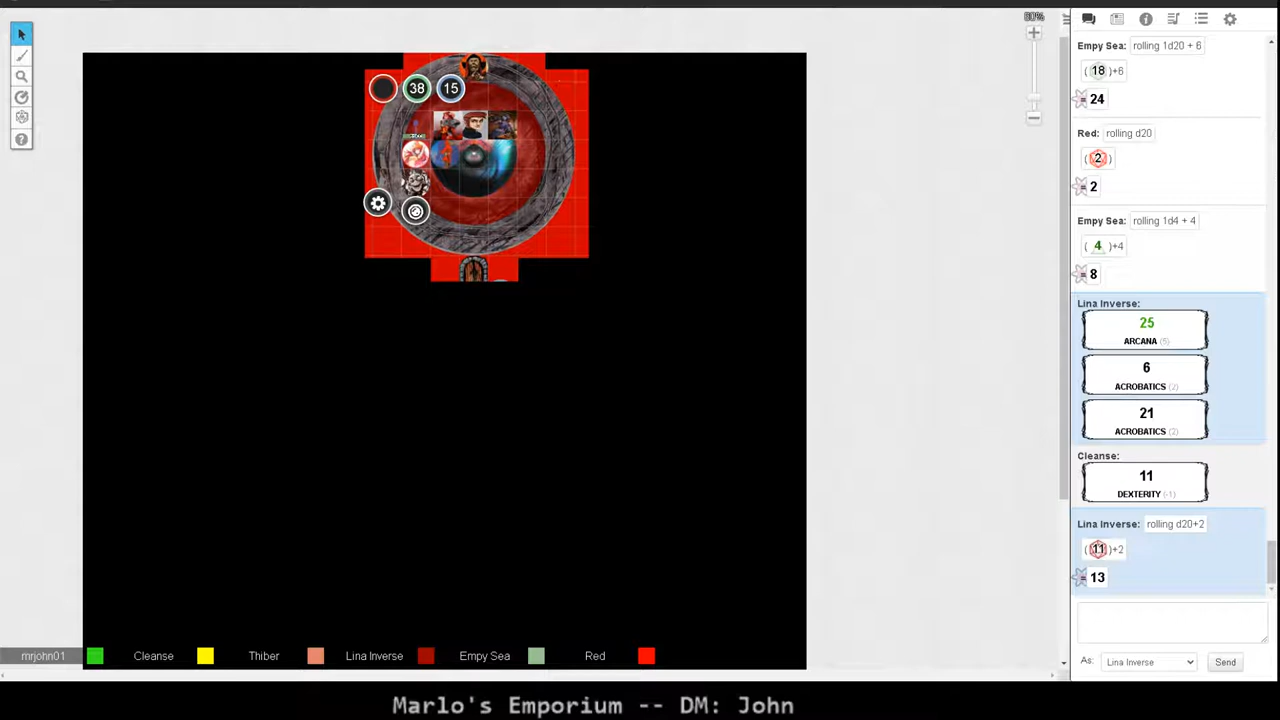 80%
38 15
Empy Sea: rolling 1d20 + 6
(18)+6
= 24
Red: rolling d20
(2)
= 2
Empy Sea: rolling 1d4 + 4
( 4 )+4
= 8
Lina Inverse:
25
ARCANA (5)
6
ACROBATICS (2)
21
ACROBATICS (2)
Cleanse:
11
DEXTERITY (-1)
Lina Inverse: rolling d20+2
(11)+2
= 13
mrjohn01 Cleanse Thiber Lina Inverse Empy Sea Red
As: Lina Inverse Send
Marlo's Emporium -- DM: John